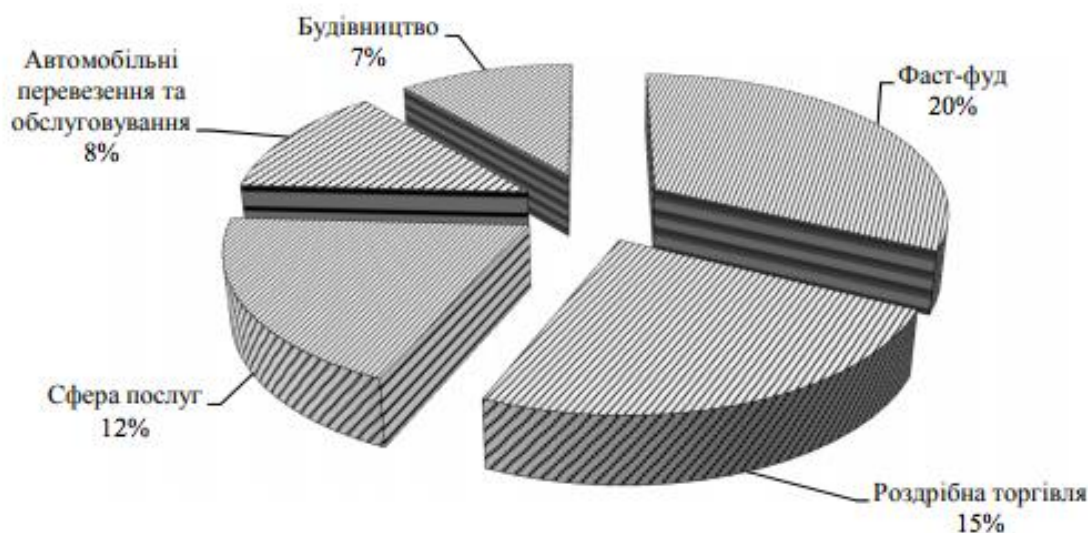 Будівництво
7%
Автомобільні
перевезення та
обслуговування
8%
Фаст-фуд
20%
Сфера послуг
12%
Роздрібна торгівля
15%